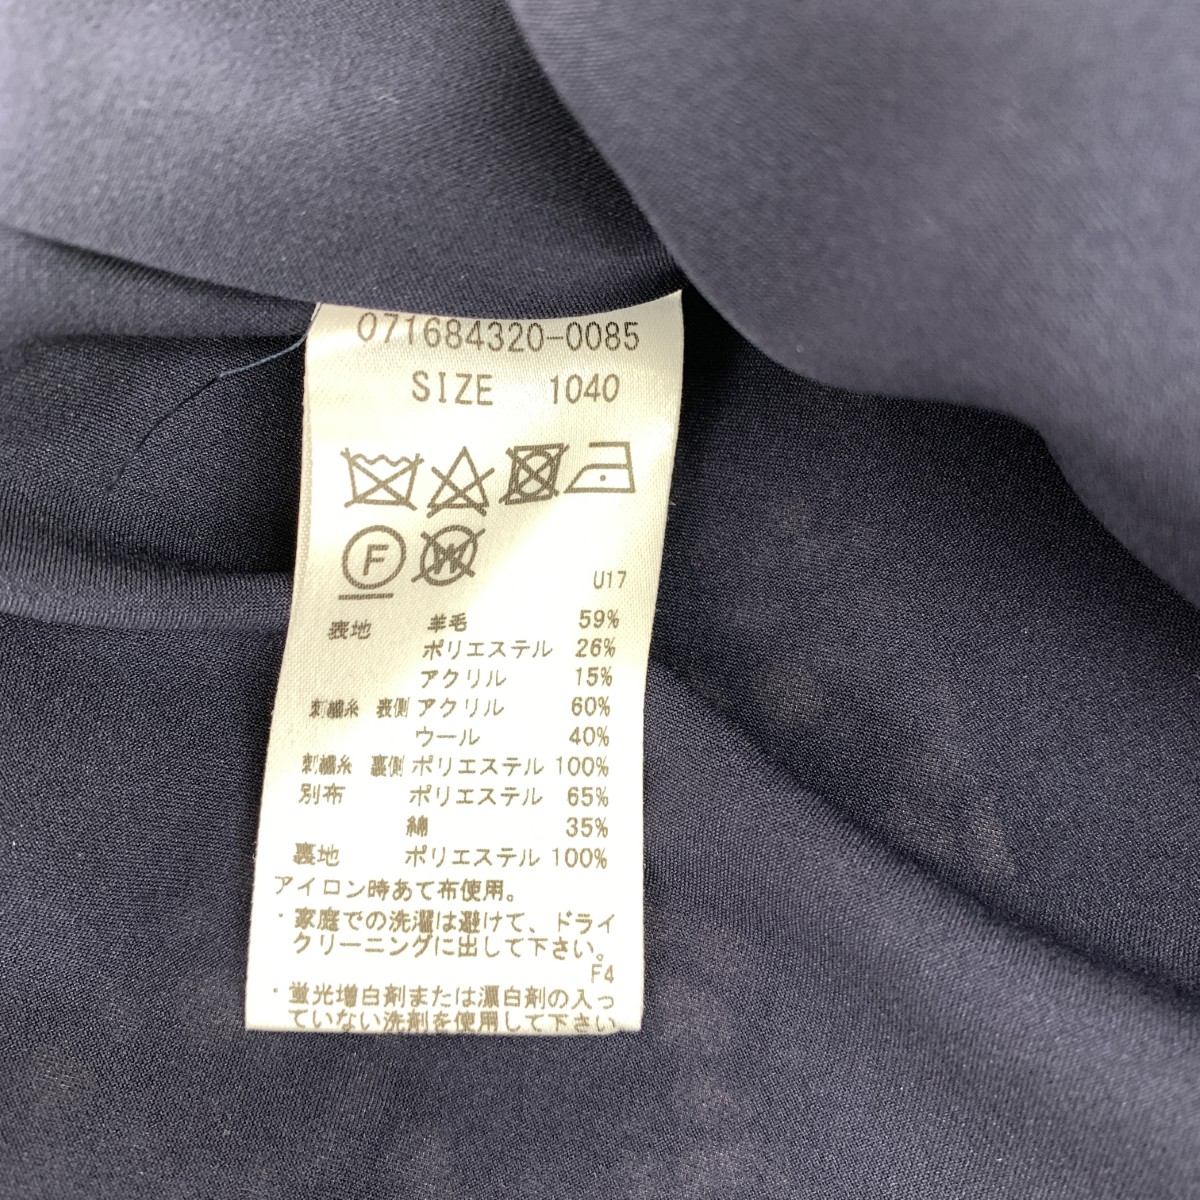 071684320-0085
SIZE 1040
F W
U17
表地 羊毛 59%
ポリエステル 26%
アクリル 15%
刺繍糸 表側 アクリル 60%
ウール 40%
刺繍糸 裏側 ポリエステル 100%
別布 ポリエステル 65%
綿 35%
裏地 ポリエステル 100%
アイロン時あて布使用。
・家庭での洗濯は避けて、ドライ
クリーニングに出して下さい。
F4
・蛍光増白剤または漂白剤の入っ
ていない洗剤を使用して下さい